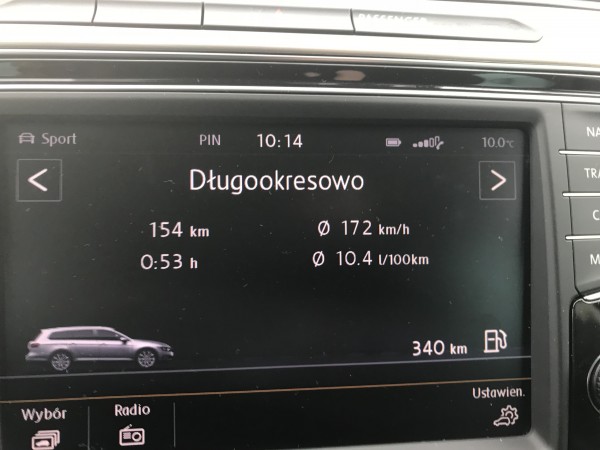 PASSENGER
Sport PIN 10:14 10.0°C
Długookresowo
154 km Ø 172 km/h
0:53 h Ø 10.4 l/100km
340 km
Ustawien.
Wybór Radio